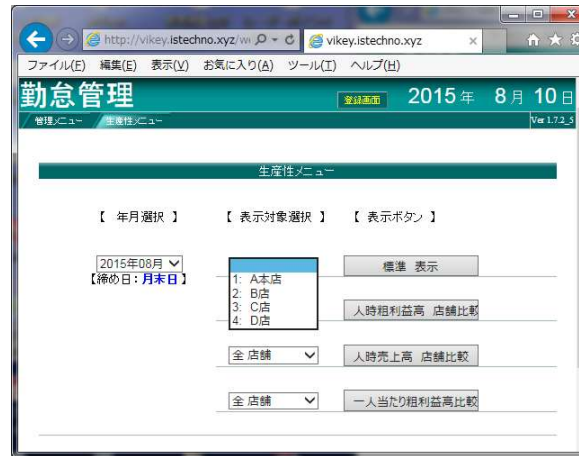 http://vikey.istechno.xyz/wi
vikey.istechno.xyz
ファイル(F) 編集(E) 表示(V) お気に入り(A) ツール(T) ヘルプ(H)
勤怠管理
登録画面 2015年 8月 10日
管理メニュー 生産性メニュー Ver 1.7.2_5
生産性メニュー
【 年月選択 】 【 表示対象選択 】 【 表示ボタン 】
2015年08月 標準 表示
【締め日:月末日】
1: A本店
2: B店
3: C店
4: D店
人時粗利益高 店舗比較
全店舗 人時売上高 店舗比較
全店舗 一人当たり粗利益高比較